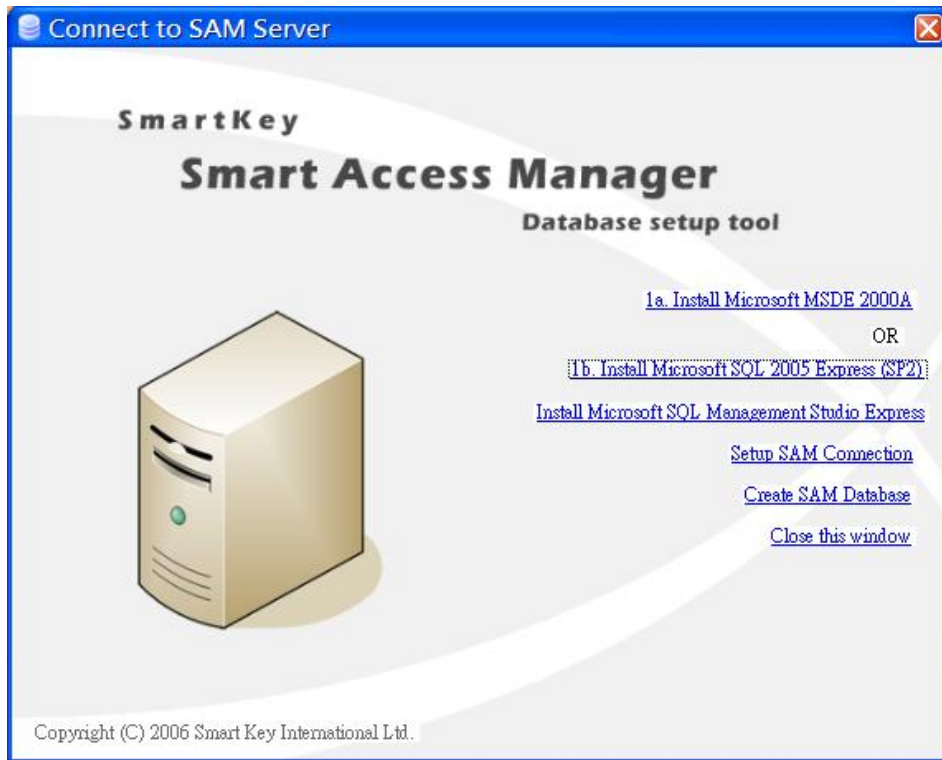 Connect to SAM Server
SmartKey
Smart Access Manager
Database setup tool
1a. Install Microsoft MSDE 2000A
OR
1b. Install Microsoft SQL 2005 Express (SP2)
Install Microsoft SQL Management Studio Express
Setup SAM Connection
Create SAM Database
Close this window
Copyright (C) 2006 Smart Key International Ltd.